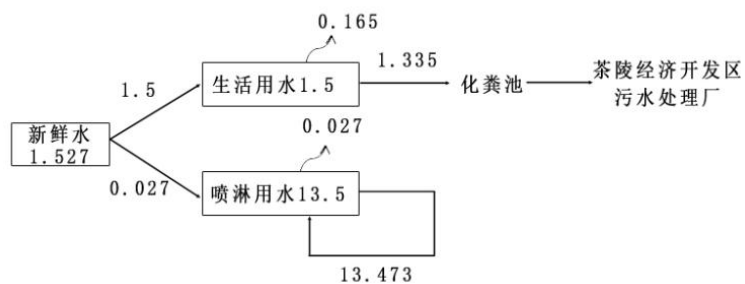 0.165
1.5
生活用水1.5
1.335
化粪池
茶陵经济开发区
污水处理厂
新鲜水
1.527
0.027
0.027
喷淋用水13.5
13.473